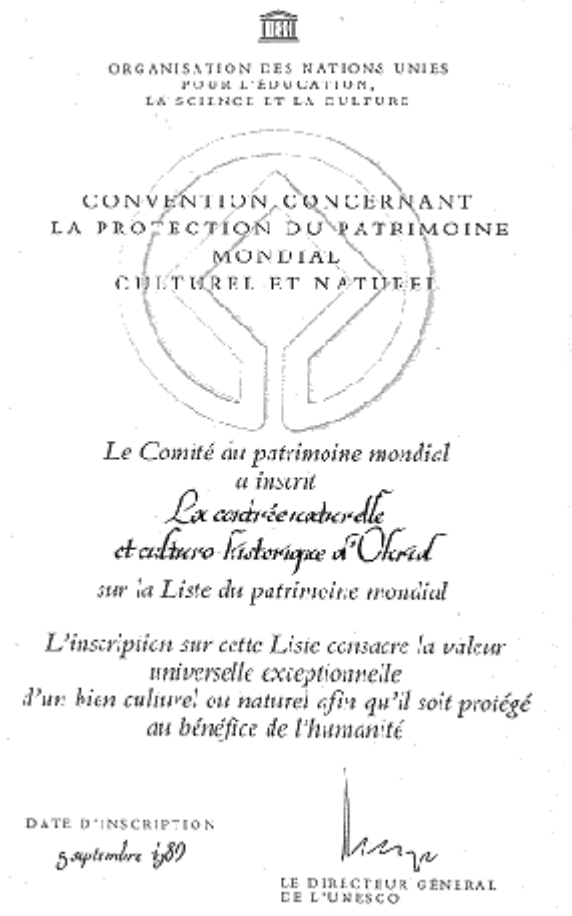 UNESCO
ORGANISATION DES NATIONS UNIES
POUR L'ÉDUCATION,
LA SCIENCE ET LA CULTURE
CONVENTION CONCERNANT
LA PROTECTION DU PATRIMOINE
MONDIAL
CULTUREL ET NATUREL
Le Comité du patrimoine mondial
a inscrit
La contrée naturelle
et culturo-historique d'Ohrid
sur la Liste du patrimoine mondial
L'inscription sur cette Liste consacre la valeur
universelle exceptionnelle
d'un bien culturel ou naturel afin qu'il soit protégé
au bénéfice de l'humanité
DATE D'INSCRIPTION
septembre
LE DIRECTEUR GÉNÉRAL
DE L'UNESCO